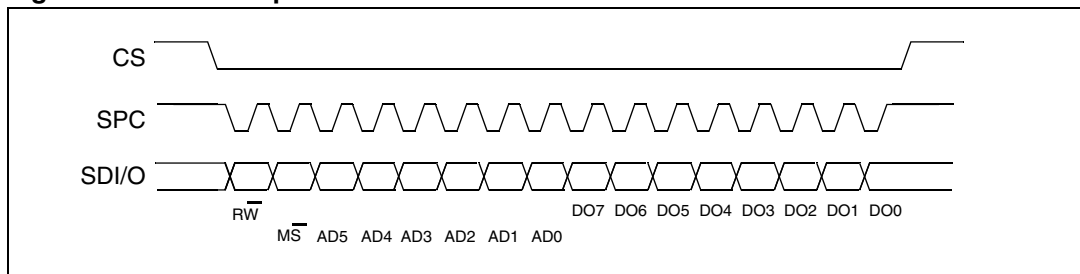 CS
SPC
SDI/O
RW̅ DO7 DO6 DO5 DO4 DO3 DO2 DO1 DO0
MS̅ AD5 AD4 AD3 AD2 AD1 AD0